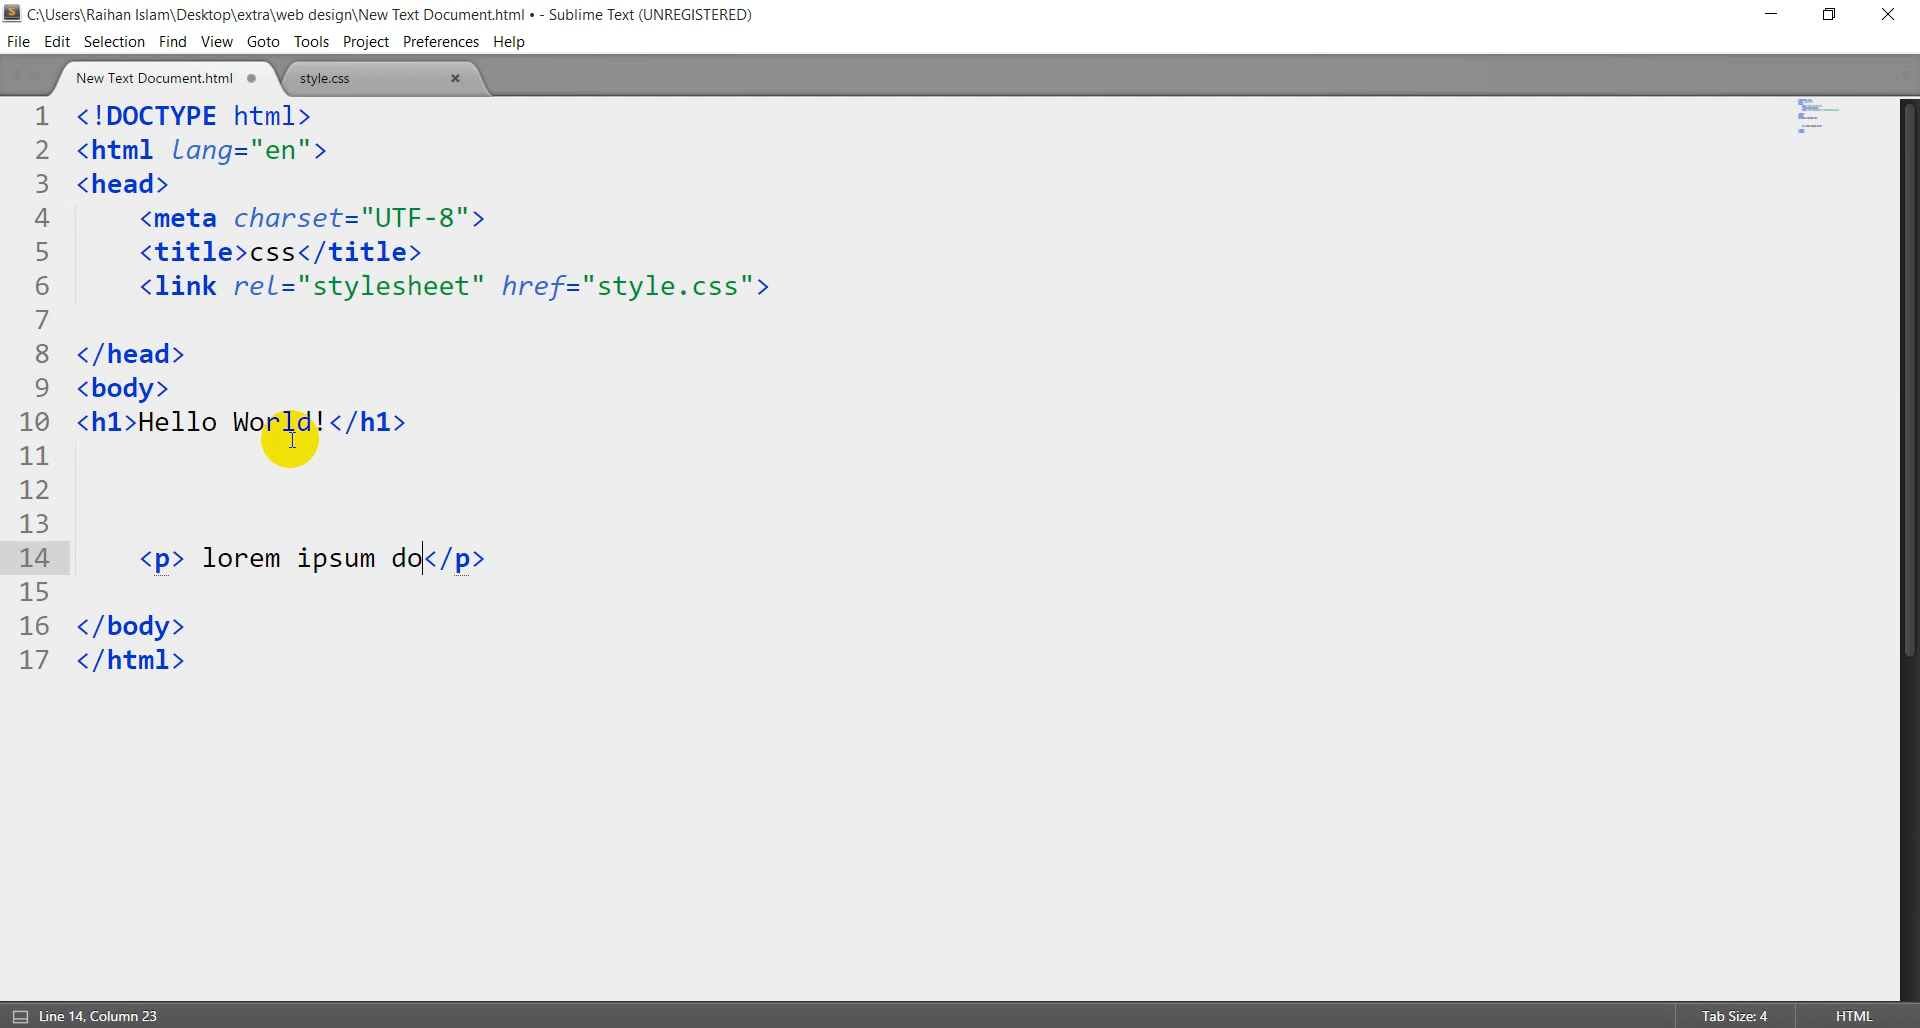 C:\Users\Raihan Islam\Desktop\extra\web design\New Text Document.html • - Sublime Text (UNREGISTERED)
File Edit Selection Find View Goto Tools Project Preferences Help
New Text Document.html style.css
1 <!DOCTYPE html>
2 <html lang="en">
3 <head>
4 <meta charset="UTF-8">
5 <title>css</title>
6 <link rel="stylesheet" href="style.css">
7
8 </head>
9 <body>
10 <h1>Hello World!</h1>
11
12
13
14 <p> lorem ipsum do</p>
15
16 </body>
17 </html>
Line 14, Column 23 Tab Size: 4 HTML